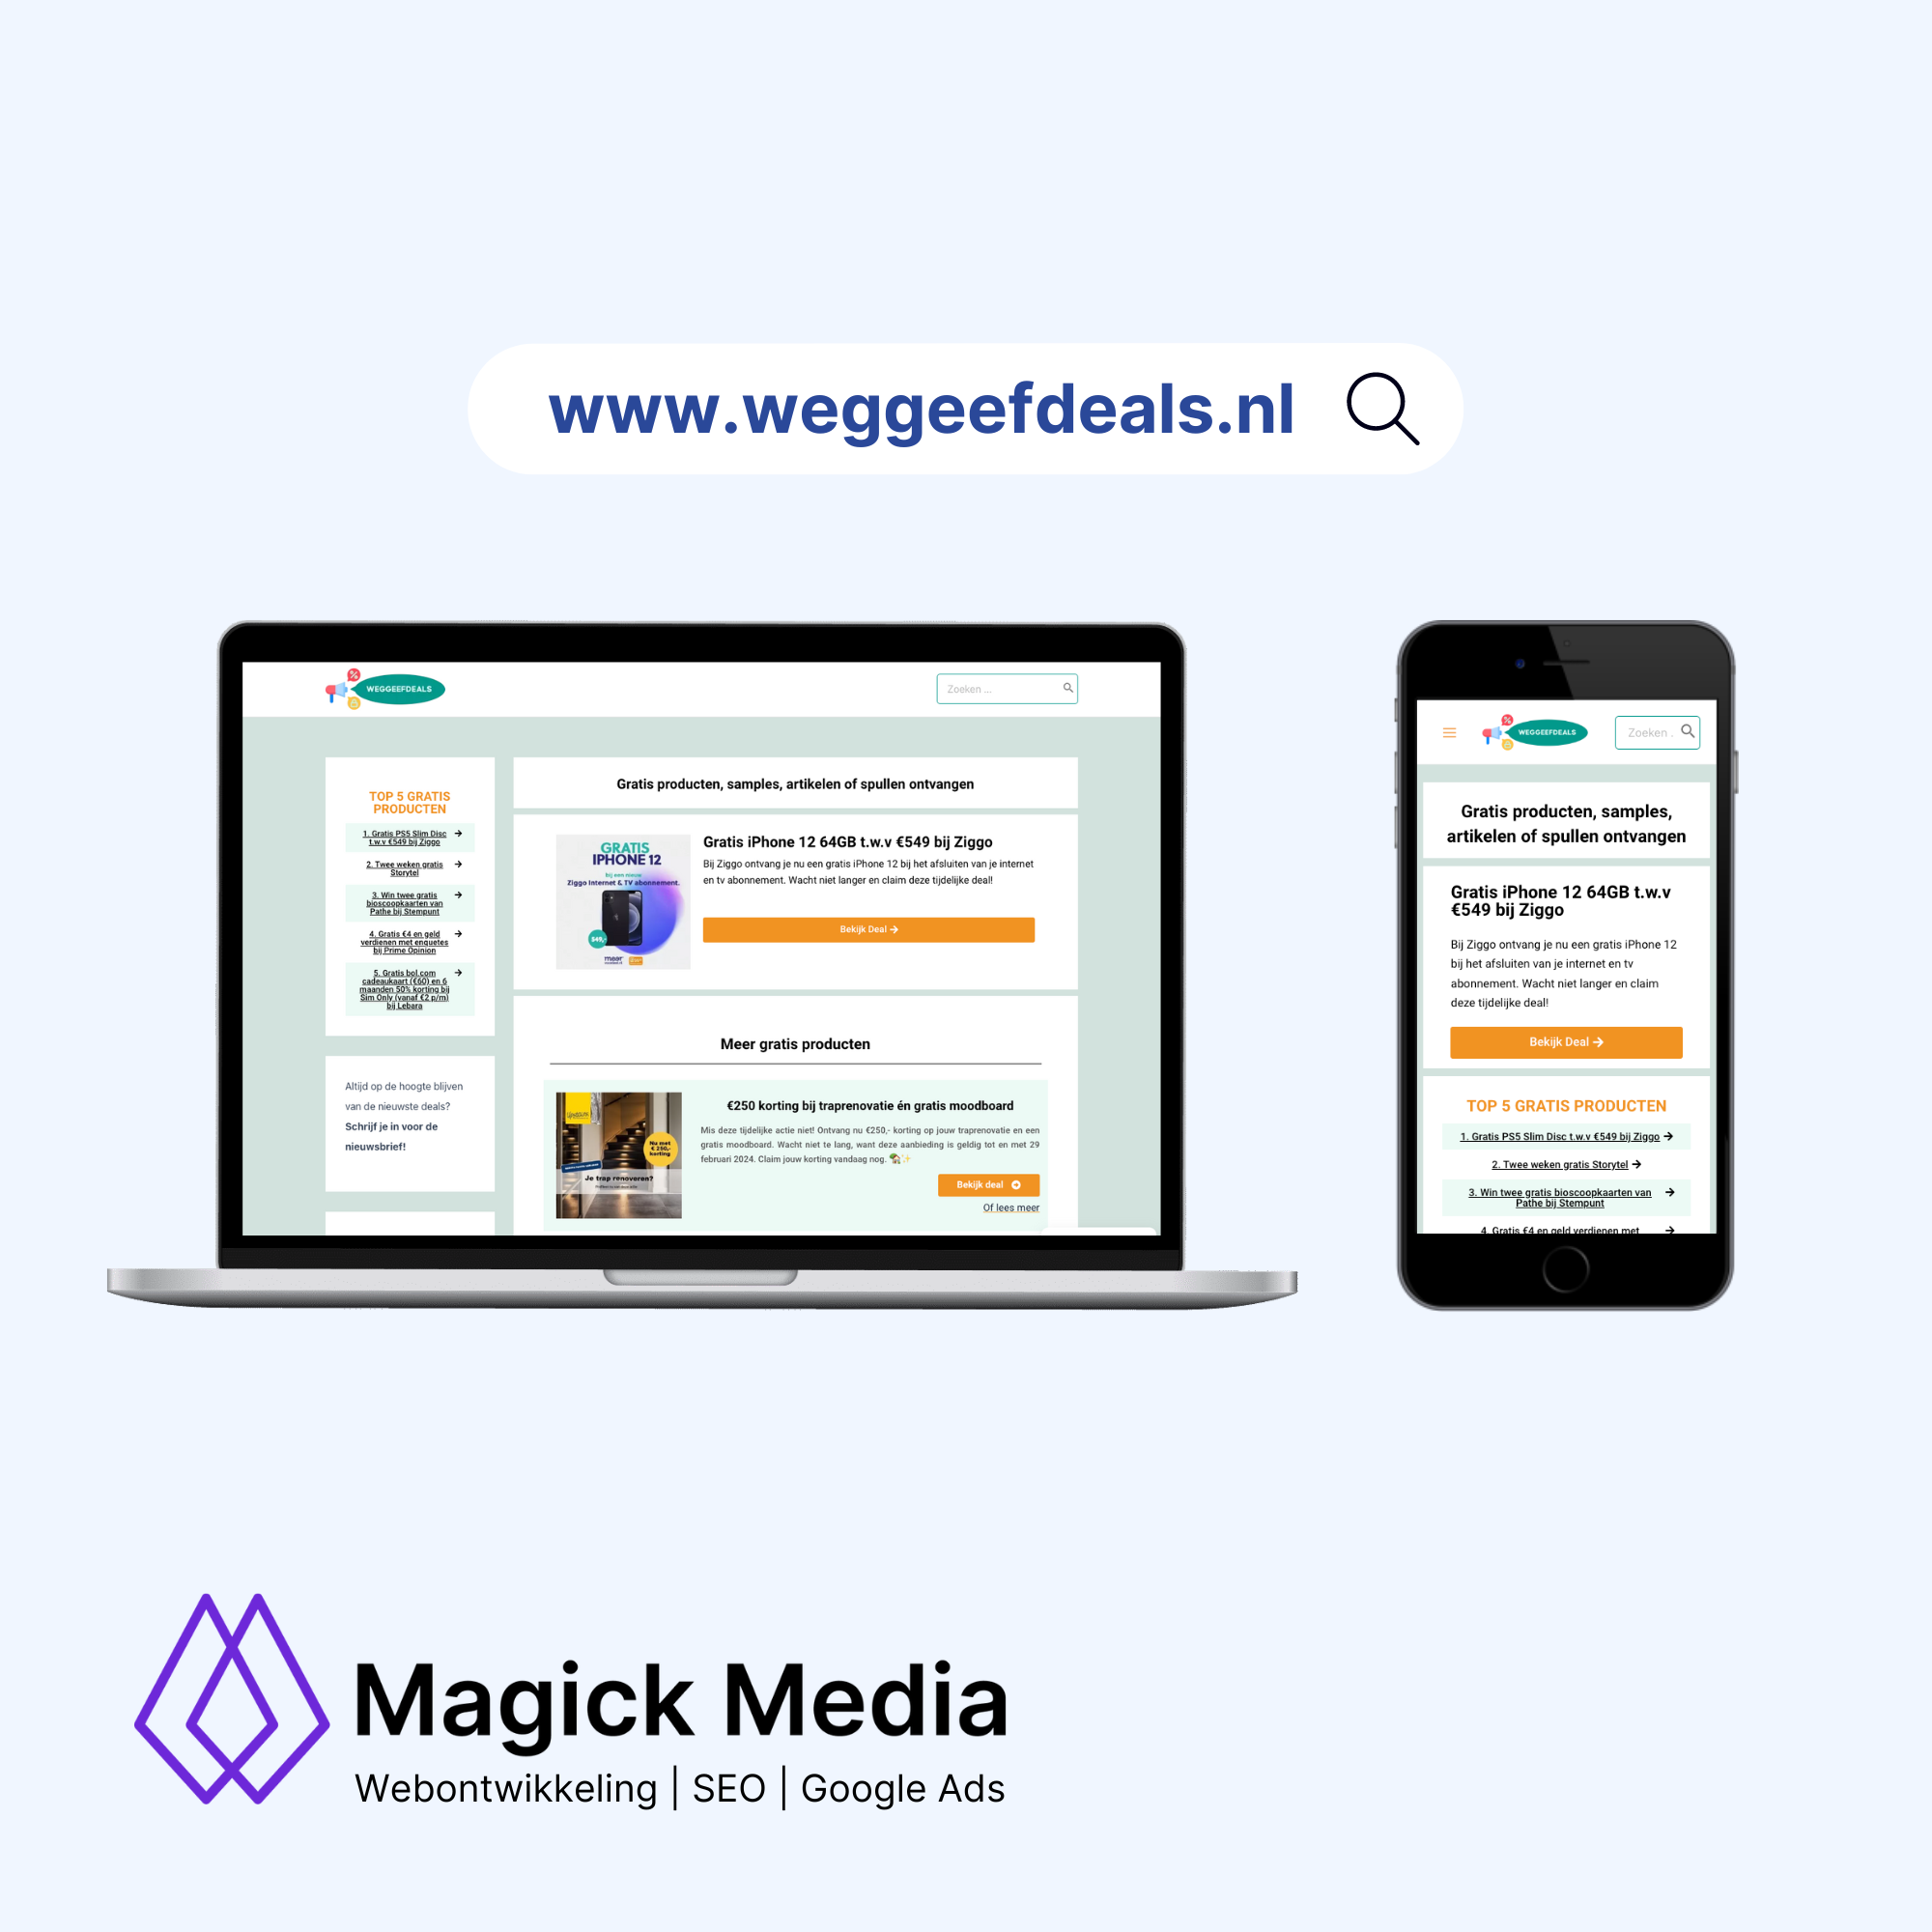 www.weggeefdeals.nl
WEGGEEFDEALS
Zoeken ...
TOP 5 GRATIS
PRODUCTEN
1. Gratis PS5 Slim Disc
t.w.v €549 bij Ziggo
2. Twee weken gratis
Storytel
3. Win twee gratis
bioscoopkaarten van
Pathe bij Stempunt
4. Gratis €4 en geld
verdienen met enquetes
bij Prime Opinion
5. Gratis bol.com
cadeaukaart (€60) en 6
maanden 50% korting bij
Sim Only (vanaf €2 p/m)
bij Lebara
Altijd op de hoogte blijven
van de nieuwste deals?
Schrijf je in voor de
nieuwsbrief!
Gratis producten, samples, artikelen of spullen ontvangen
GRATIS
IPHONE 12
bij een nieuw
Ziggo Internet & TV abonnement.
549,-
meer
Gratis iPhone 12 64GB t.w.v €549 bij Ziggo
Bij Ziggo ontvang je nu een gratis iPhone 12 bij het afsluiten van je internet
en tv abonnement. Wacht niet langer en claim deze tijdelijke deal!
Bekijk Deal
Meer gratis producten
Nu met
€ 250,-
korting
Je trap renoveren?
€250 korting bij traprenovatie én gratis moodboard
Mis deze tijdelijke actie niet! Ontvang nu €250,- korting op jouw traprenovatie en een
gratis moodboard. Wacht niet te lang, want deze aanbieding is geldig tot en met 29
februari 2024. Claim jouw korting vandaag nog. 🏡✨
Bekijk deal
Of lees meer
WEGGEEFDEALS
Zoeken .
Gratis producten, samples,
artikelen of spullen ontvangen
Gratis iPhone 12 64GB t.w.v
€549 bij Ziggo
Bij Ziggo ontvang je nu een gratis iPhone 12
bij het afsluiten van je internet en tv
abonnement. Wacht niet langer en claim
deze tijdelijke deal!
Bekijk Deal
TOP 5 GRATIS PRODUCTEN
1. Gratis PS5 Slim Disc t.w.v €549 bij Ziggo
2. Twee weken gratis Storytel
3. Win twee gratis bioscoopkaarten van
Pathe bij Stempunt
4. Gratis €4 en geld verdienen met
Magick Media
Webontwikkeling | SEO | Google Ads